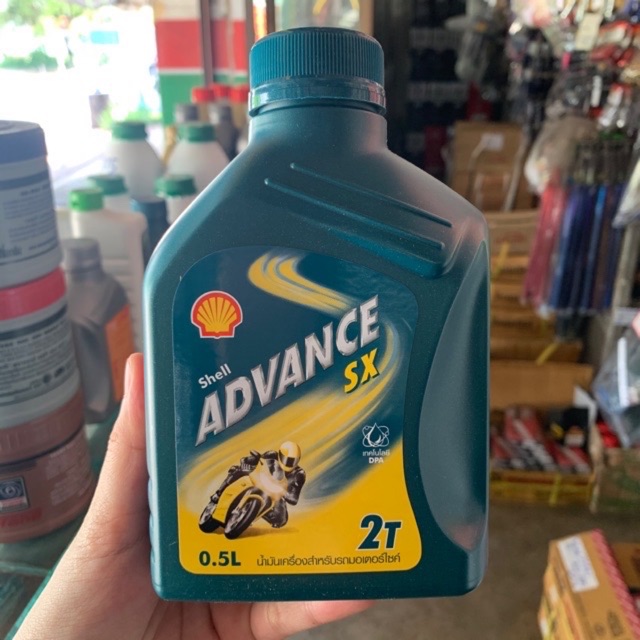 Shell
ADVANCE
SX
เทคโนโลยี
DPA
2T
0.5L
น้ำมันเครื่องสำหรับรถมอเตอร์ไซค์